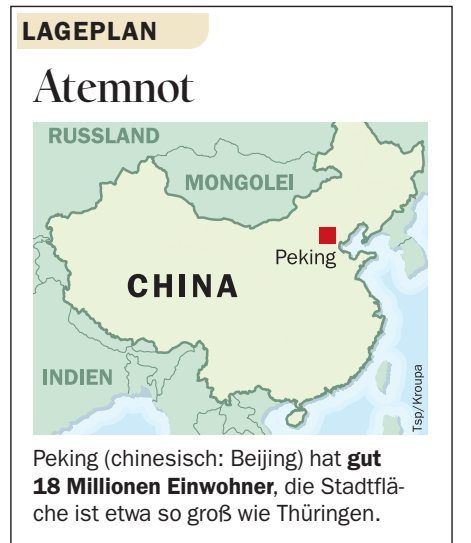 LAGEPLAN
Atemnot
RUSSLAND
MONGOLEI
Peking
CHINA
INDIEN
Tsp/Kroupa
Peking (chinesisch: Beijing) hat gut
18 Millionen Einwohner, die Stadtflä-
che ist etwa so groß wie Thüringen.